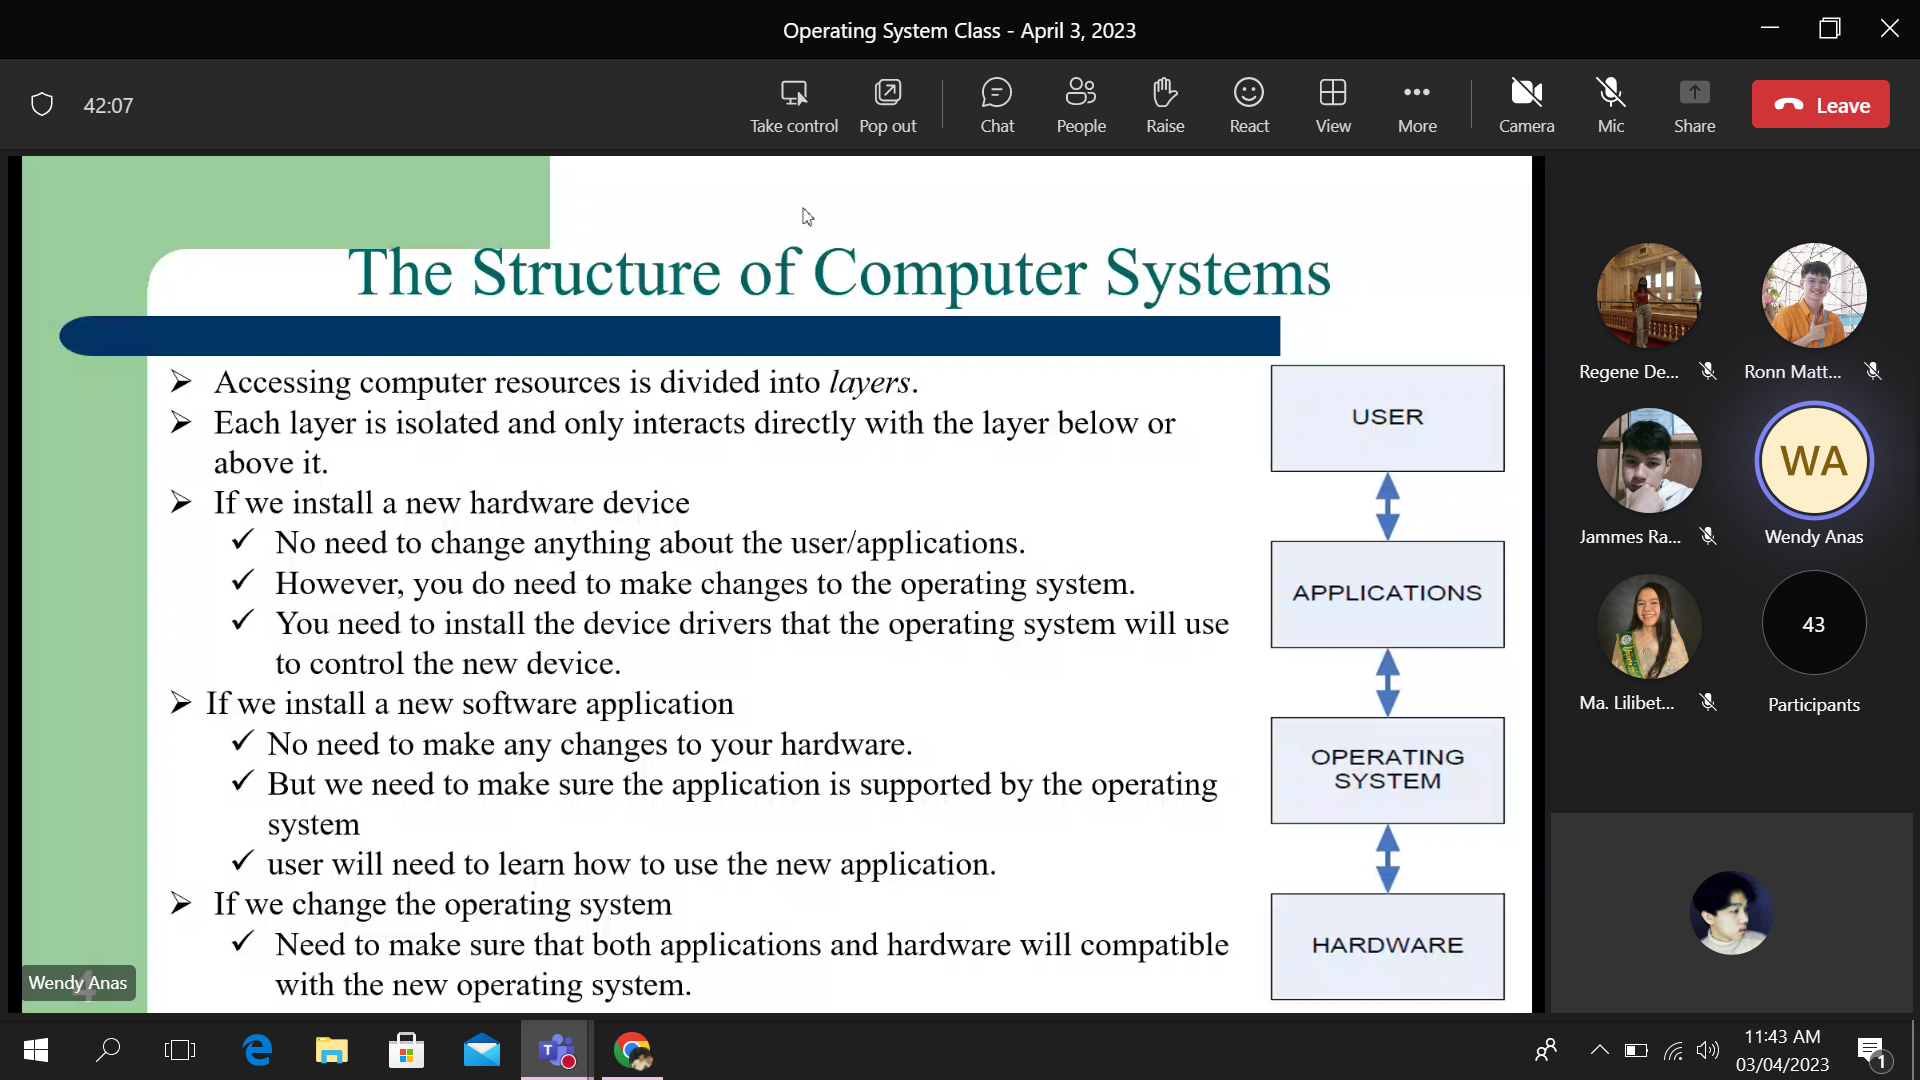 Operating System Class - April 3, 2023
42:07
Take control
Pop out
Chat
People
Raise
React
View
More
Camera
Mic
Share
Leave
The Structure of Computer Systems
➢ Accessing computer resources is divided into layers.
➢ Each layer is isolated and only interacts directly with the layer below or
above it.
➢ If we install a new hardware device
✓ No need to change anything about the user/applications.
✓ However, you do need to make changes to the operating system.
✓ You need to install the device drivers that the operating system will use
to control the new device.
➢ If we install a new software application
✓ No need to make any changes to your hardware.
✓ But we need to make sure the application is supported by the operating
system
✓ user will need to learn how to use the new application.
➢ If we change the operating system
✓ Need to make sure that both applications and hardware will compatible
with the new operating system.
USER
APPLICATIONS
OPERATING
SYSTEM
HARDWARE
4
Wendy Anas
Regene De...
Ronn Matt...
Jammes Ra...
WA
Wendy Anas
Ma. Lilibet...
43
Participants
11:43 AM
03/04/2023
1